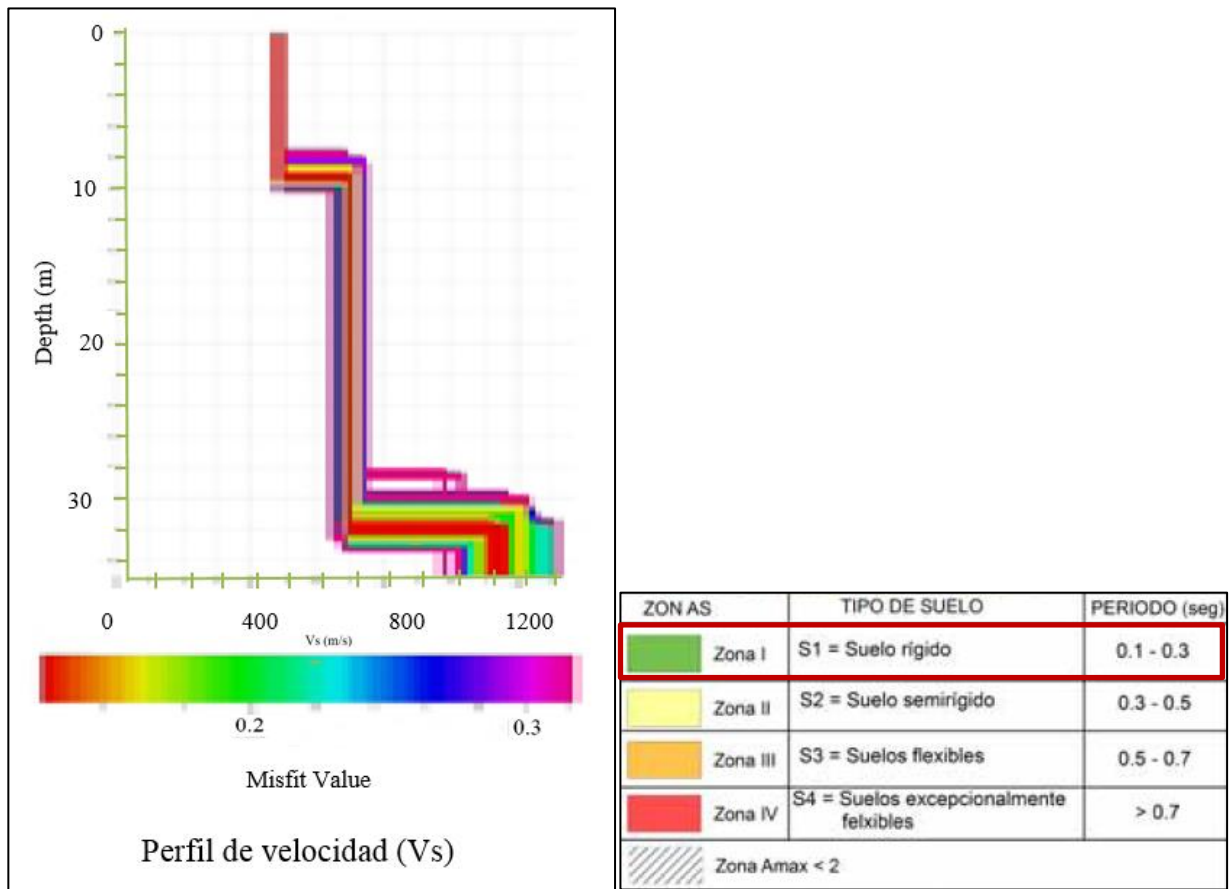 0
10
20
30
Depth (m)
0 400 800 1200
Vs (m/s)
0.2 0.3
Misfit Value
Perfil de velocidad (Vs)
ZON AS TIPO DE SUELO PERIODO (seg)
Zona I S1 = Suelo rígido 0.1 - 0.3
Zona II S2 = Suelo semirígido 0.3 - 0.5
Zona III S3 = Suelos flexibles 0.5 - 0.7
Zona IV S4 = Suelos excepcionalmente
felxibles > 0.7
Zona Amax < 2